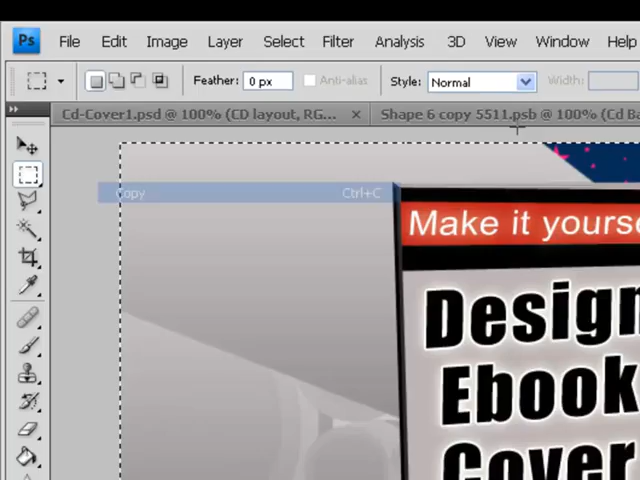 Ps File Edit Image Layer Select Filter Analysis 3D View Window Help
Feather: 0 px Anti-alias Style: Normal Width:
Cd-Cover1.psd @ 100% (CD layout, RG... × Shape 6 copy 5511.psb @ 100% (Cd Ba
Copy Ctrl+C
Make it yourse
Design
Ebook
Cover